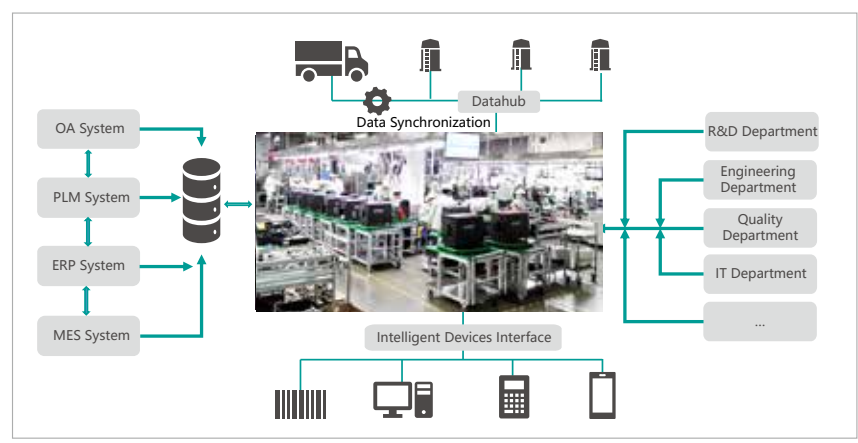 Datahub
Data Synchronization
OA System
PLM System
ERP System
MES System
R&D Department
Engineering
Department
Quality
Department
IT Department
...
Intelligent Devices Interface